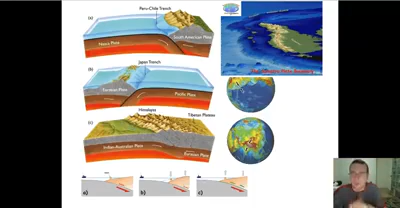 Peru-Chile Trench
(a)
Nazca Plate
South American Plate
Japan Trench
(b)
Eurasian Plate
Pacific Plate
Himalaya
Tibetan Plateau
(c)
Indian-Australian Plate
Eurasian Plate
a)
b)
c)